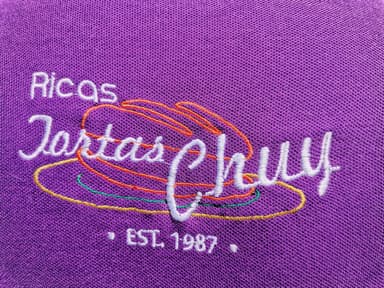 Ricas
Tortas Chuy
• EST. 1987 •